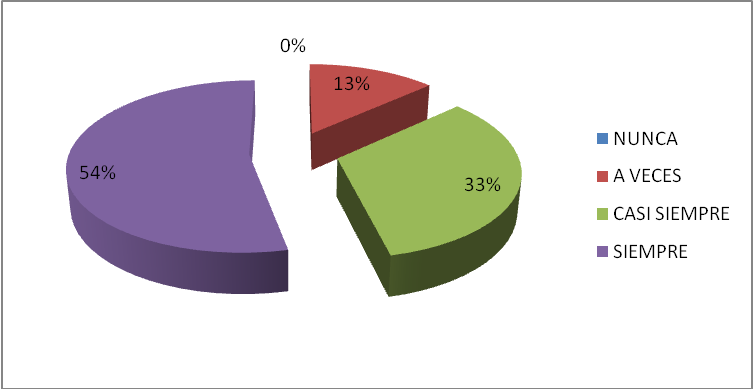 0%
13%
33%
54%
NUNCA
A VECES
CASI SIEMPRE
SIEMPRE